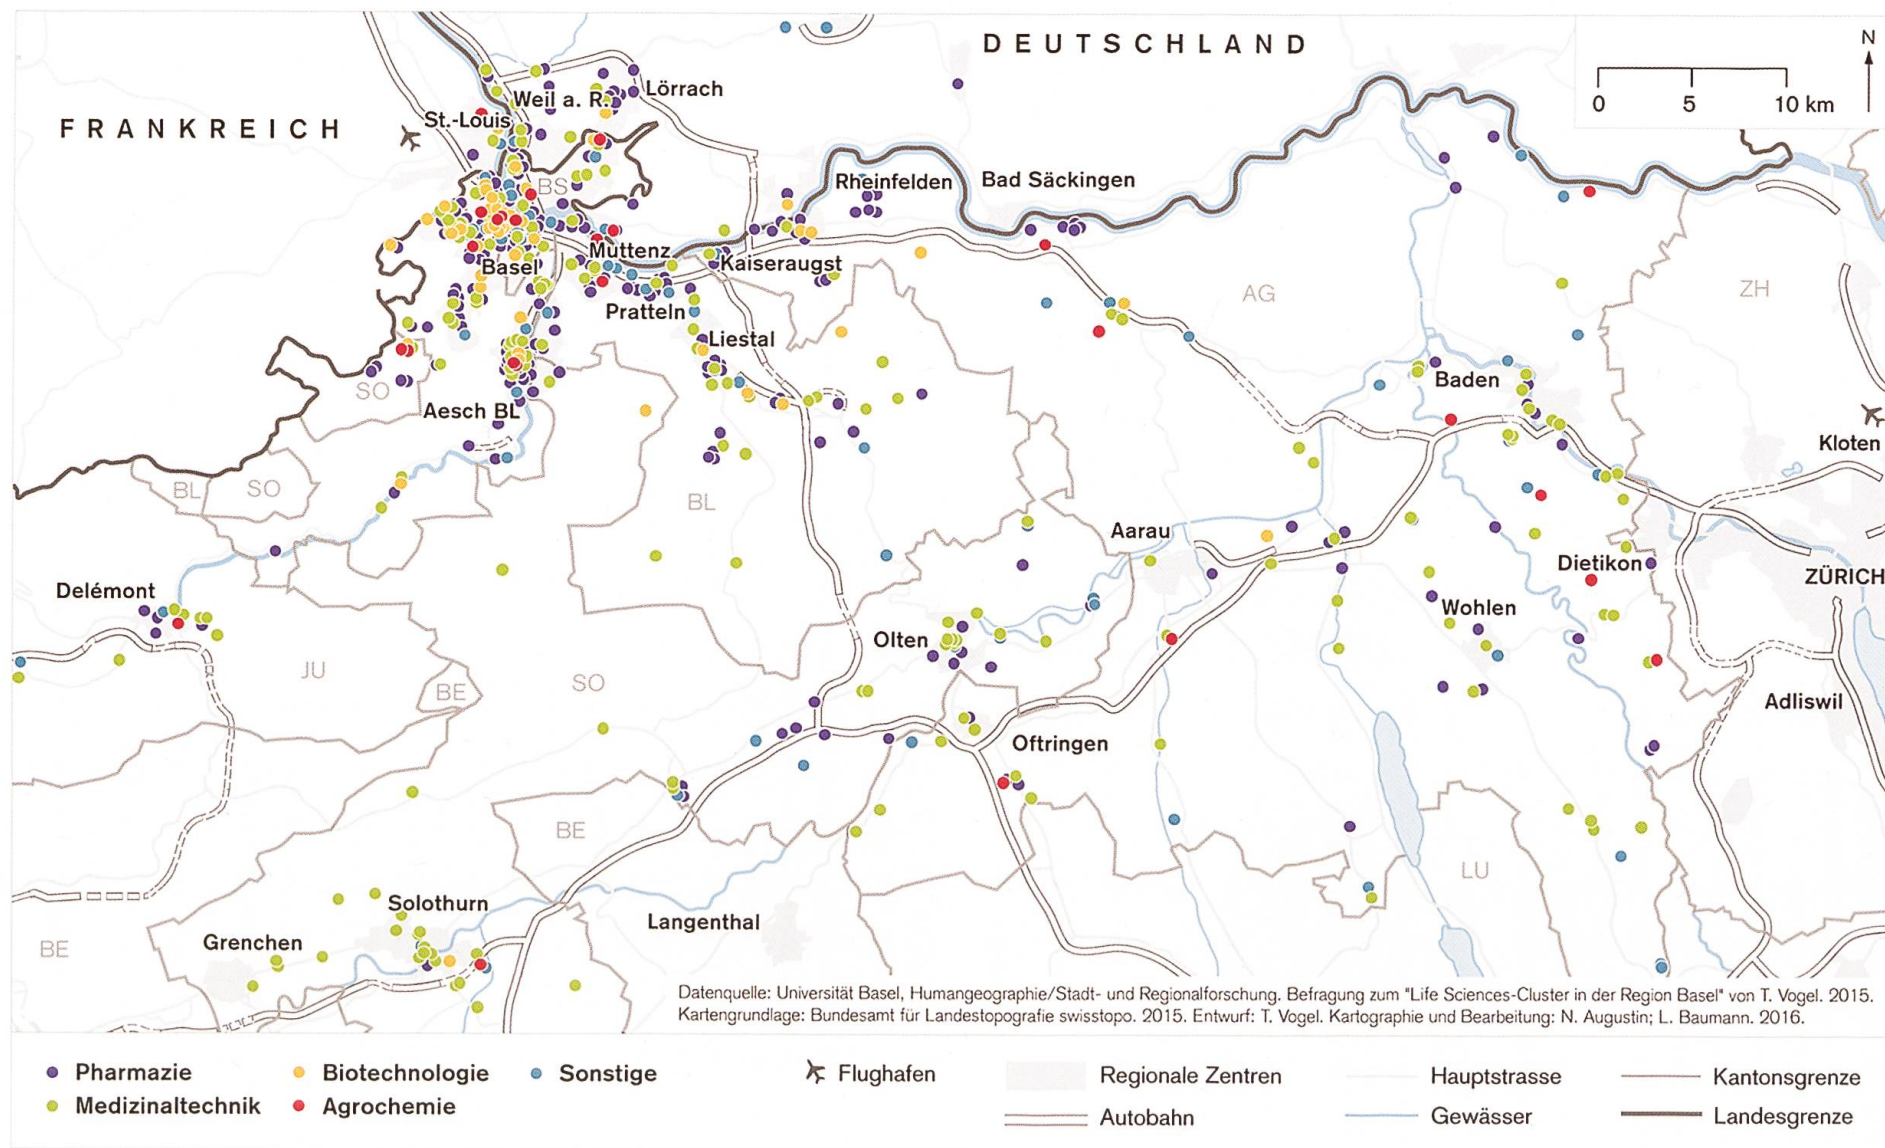 DEUTSCHLAND
N
0 5 10 km
FRANKREICH
Lörrach
Weil a. R.
St.-Louis
BS
Rheinfelden
Bad Säckingen
Muttenz
Basel
Kaiseraugst
AG
ZH
Pratteln
Liestal
Baden
SO
Aesch BL
Kloten
BL
SO
BL
Aarau
Dietikon
ZÜRICH
Delémont
Wohlen
Olten
JU
BE
SO
Adliswil
Oftringen
BE
LU
Solothurn
Langenthal
Grenchen
BE
Datenquelle: Universität Basel, Humangeographie/Stadt- und Regionalforschung. Befragung zum "Life Sciences-Cluster in der Region Basel" von T. Vogel. 2015.
Kartengrundlage: Bundesamt für Landestopografie swisstopo. 2015. Entwurf: T. Vogel. Kartographie und Bearbeitung: N. Augustin; L. Baumann. 2016.
Pharmazie
Biotechnologie
Sonstige
Flughafen
Regionale Zentren
Hauptstrasse
Kantonsgrenze
Medizinaltechnik
Agrochemie
Autobahn
Gewässer
Landesgrenze